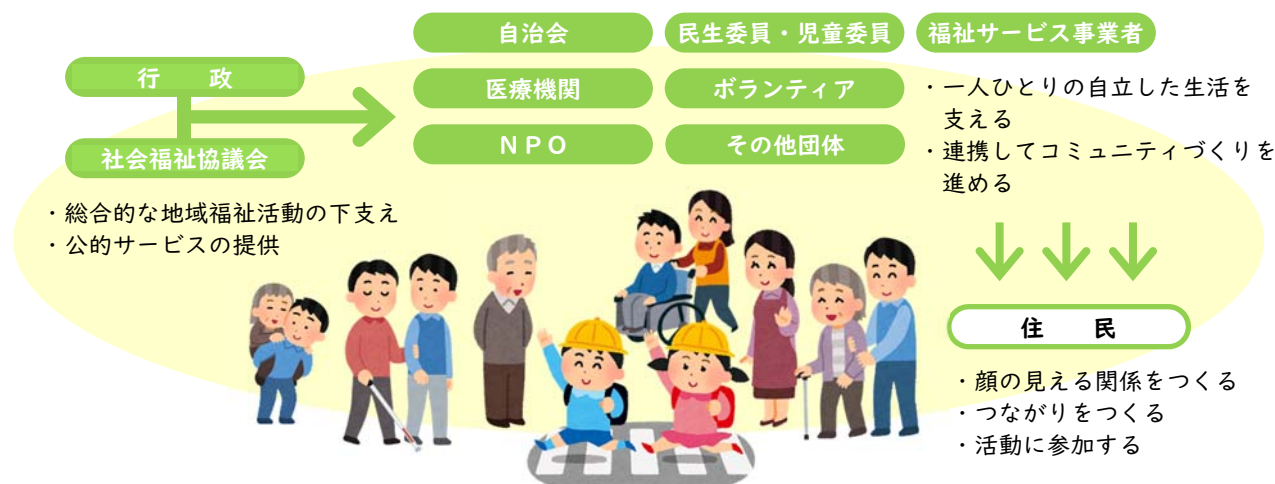 自治会
民生委員・児童委員
福祉サービス事業者
行　政
医療機関
ボランティア
社会福祉協議会
ＮＰＯ
その他団体
・一人ひとりの自立した生活を
支える
・連携してコミュニティづくりを
進める
・総合的な地域福祉活動の下支え
・公的サービスの提供
住　民
・顔の見える関係をつくる
・つながりをつくる
・活動に参加する